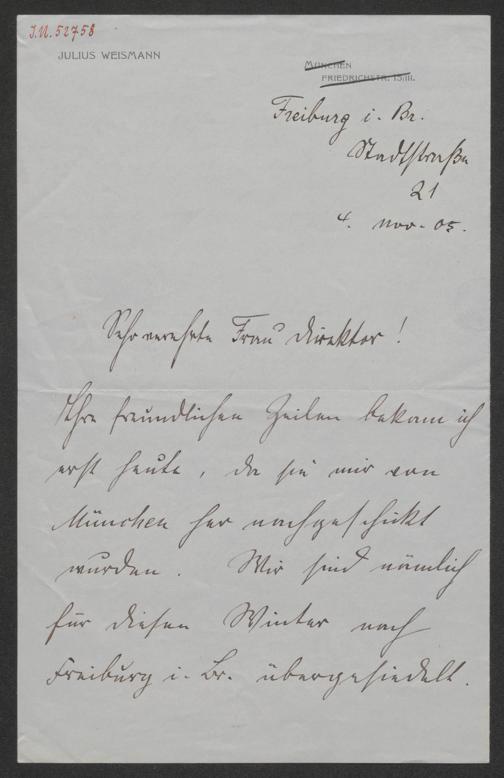 J.N. 52758
JULIUS WEISMANN
MÜNCHEN
FRIEDRICHSTR. 15/III.
Freiburg i. Br.
Stadtstraße
21
4. Nov. 05.
Sehr verehrte Frau Direktor!
Ihre freundlichen Zeilen bekam ich
erst heute, da sie mir von
München her nachgeschickt
wurden. Wir sind nämlich
für diesen Winter nach
Freiburg i. Br. übergesiedelt.